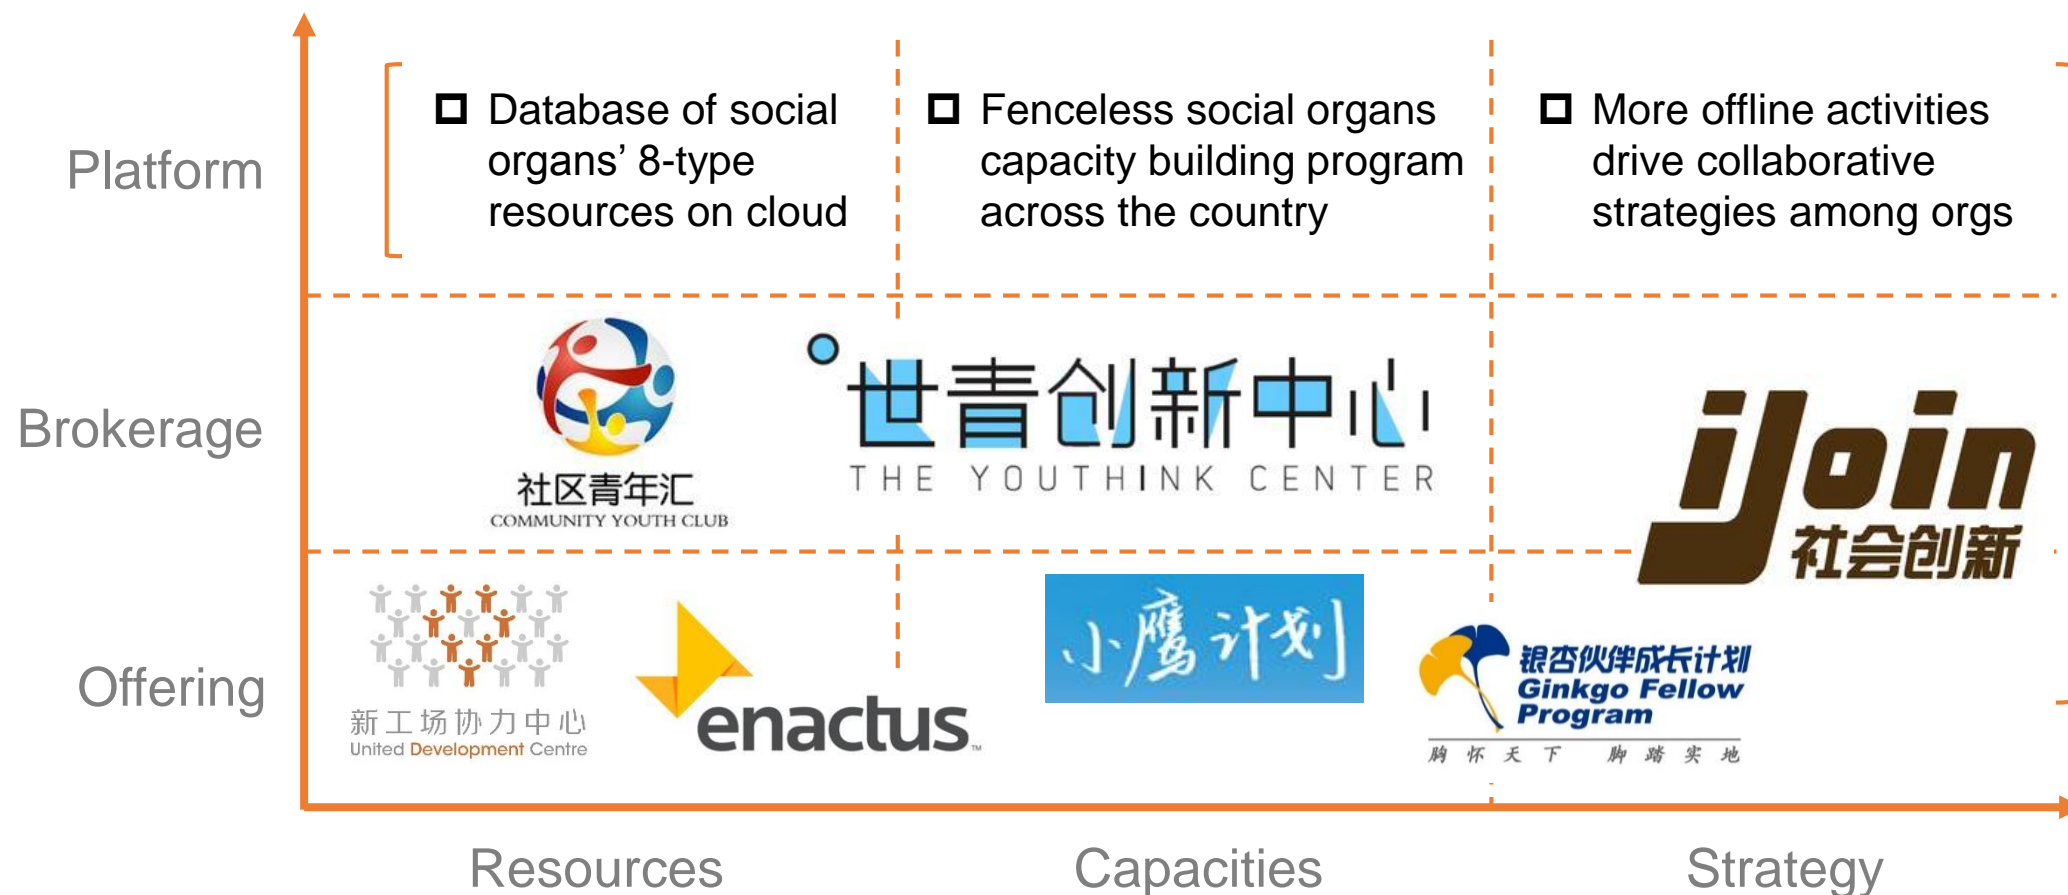 Platform
Database of social
organs’ 8-type
resources on cloud
Fenceless social organs
capacity building program
across the country
More offline activities
drive collaborative
strategies among orgs
Brokerage
社区青年汇
COMMUNITY YOUTH CLUB
世青创新中心
THE YOUTHINK CENTER
iJoin
社会创新
Offering
新工场协力中心
United Development Centre
enactus™
小鹰计划
银杏伙伴成长计划
Ginkgo Fellow
Program
胸怀天下 脚踏实地
Resources
Capacities
Strategy